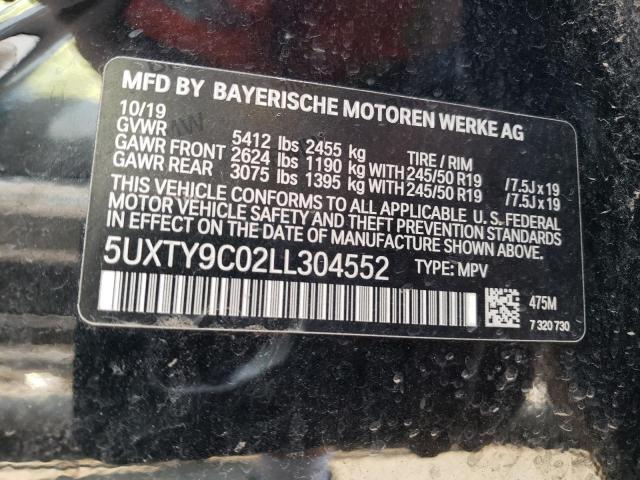 MFD BY BAYERISCHE MOTOREN WERKE AG
10/19
GVWR 5412 lbs 2455 kg TIRE / RIM
GAWR FRONT 2624 lbs 1190 kg WITH 245/50 R19 / 7.5J x 19
GAWR REAR 3075 lbs 1395 kg WITH 245/50 R19 / 7.5J x 19
THIS VEHICLE CONFORMS TO ALL APPLICABLE U. S. FEDERAL
MOTOR VEHICLE SAFETY AND THEFT PREVENTION STANDARDS
IN EFFECT ON THE DATE OF MANUFACTURE SHOWN ABOVE.
5UXTY9C02LL304552 TYPE: MPV
475M
7 320 730